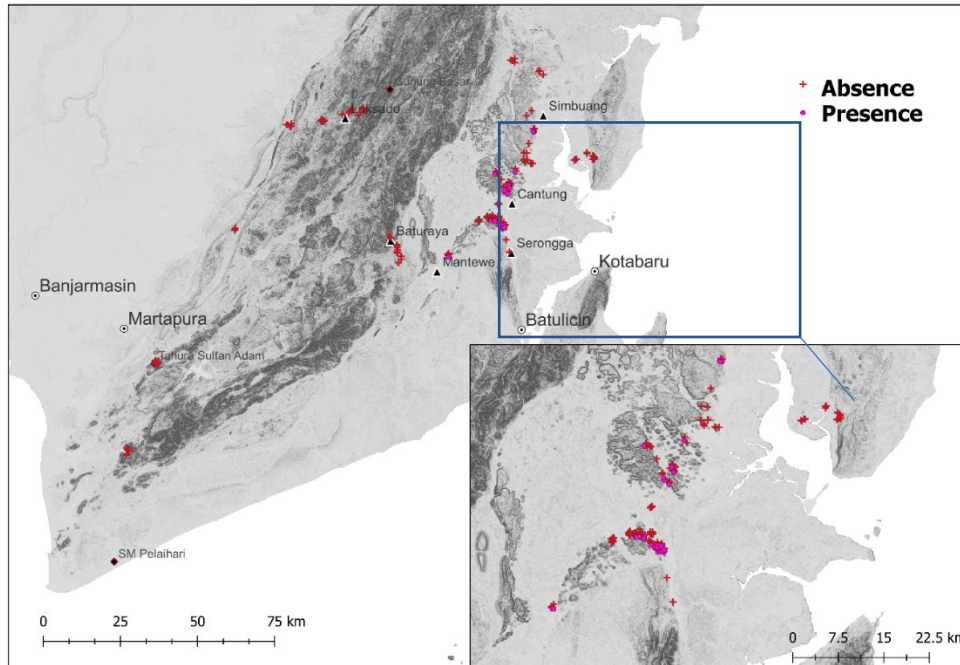 Gunung Besar
Loksado
Absence
Presence
Simbuang
Cantung
Baturaya
Serongga
Mantewe
Kotabaru
Banjarmasin
Martapura
Batulicin
Tahura Sultan Adam
SM Pelaihari
0 25 50 75 km
0 7.5 15 22.5 km